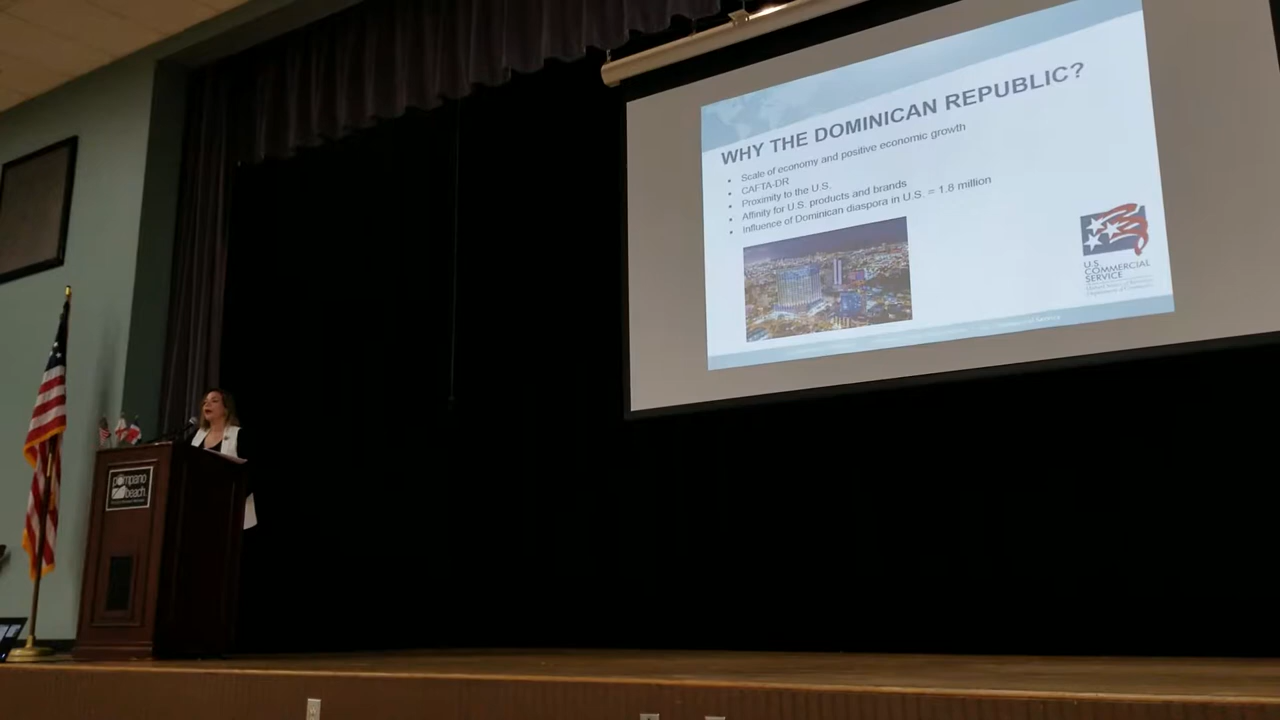 WHY THE DOMINICAN REPUBLIC?
• Scale of economy and positive economic growth
• CAFTA-DR
• Proximity to the U.S.
• Affinity for U.S. products and brands
• Influence of Dominican diaspora in U.S. = 1.8 million
U.S.
COMMERCIAL
SERVICE
pompano
beach